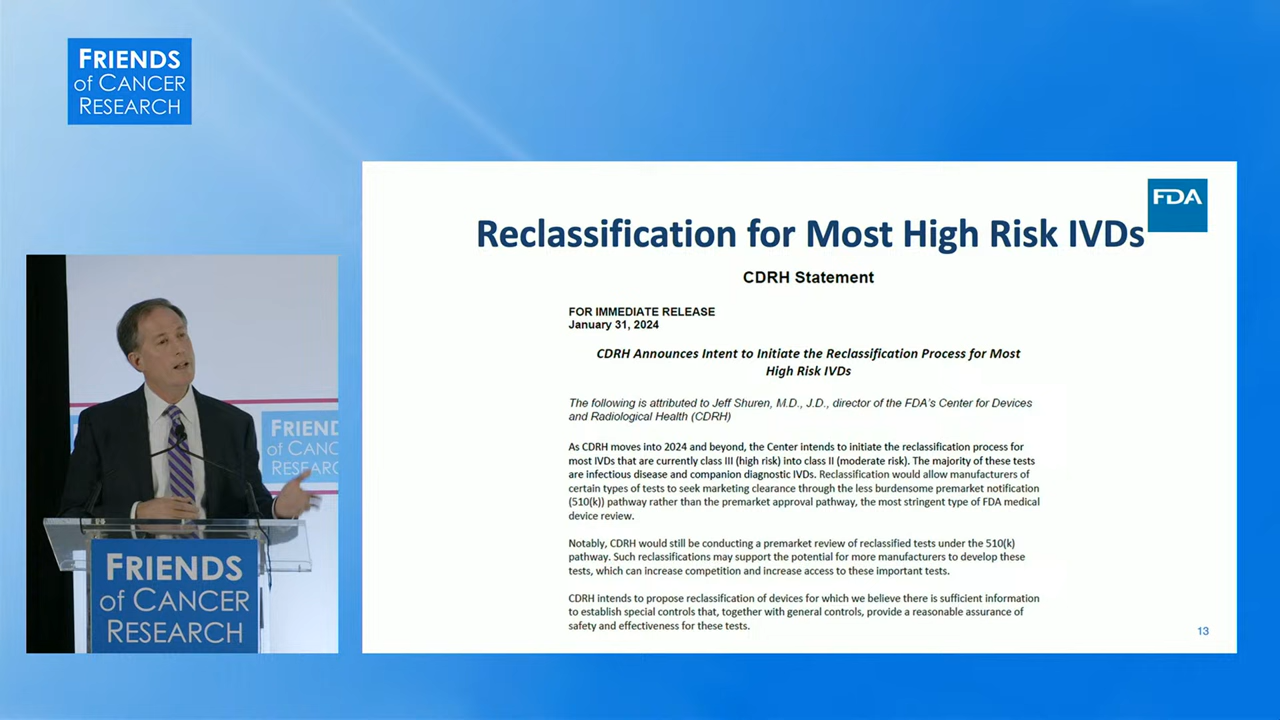 FRIENDS
of CANCER
RESEARCH
FDA
Reclassification for Most High Risk IVDs
CDRH Statement
FOR IMMEDIATE RELEASE
January 31, 2024
CDRH Announces Intent to Initiate the Reclassification Process for Most
High Risk IVDs
The following is attributed to Jeff Shuren, M.D., J.D., director of the FDA's Center for Devices
and Radiological Health (CDRH)
As CDRH moves into 2024 and beyond, the Center intends to initiate the reclassification process for
most IVDs that are currently class III (high risk) into class II (moderate risk). The majority of these tests
are infectious disease and companion diagnostic IVDs. Reclassification would allow manufacturers of
certain types of tests to seek marketing clearance through the less burdensome premarket notification
(510(k)) pathway rather than the premarket approval pathway, the most stringent type of FDA medical
device review.
Notably, CDRH would still be conducting a premarket review of reclassified tests under the 510(k)
pathway. Such reclassifications may support the potential for more manufacturers to develop these
tests, which can increase competition and increase access to these important tests.
CDRH intends to propose reclassification of devices for which we believe there is sufficient information
to establish special controls that, together with general controls, provide a reasonable assurance of
safety and effectiveness for these tests.
13
FRIEND
of CANC
RESEARC
FRIENDS
of CANCER
RESEARCH